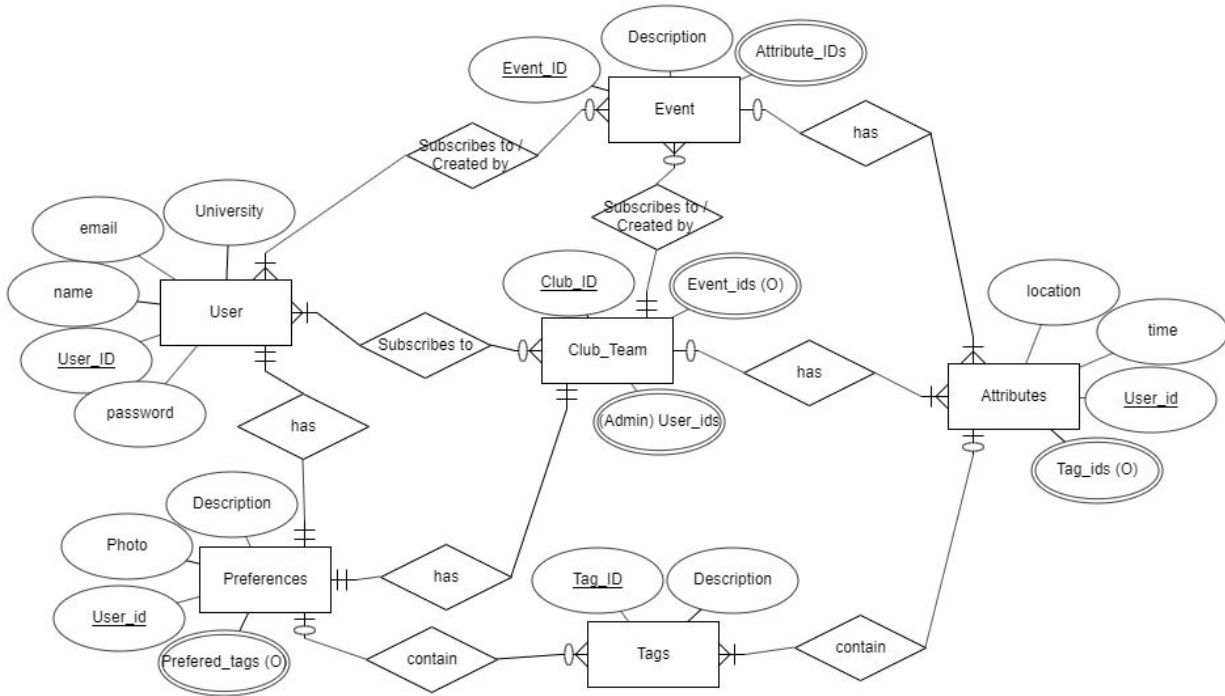 Description
Attribute_IDs
Event_ID
Event
has
Subscribes to /
Created by
University
Subscribes to /
Created by
email
Club_ID
Event_ids (O)
location
name
User
time
User_ID
Subscribes to
Club_Team
has
Attributes
User_id
password
(Admin) User_ids
has
Tag_ids (O)
Description
Photo
Preferences
has
Tag_ID
Description
User_id
Prefered_tags (O)
contain
Tags
contain